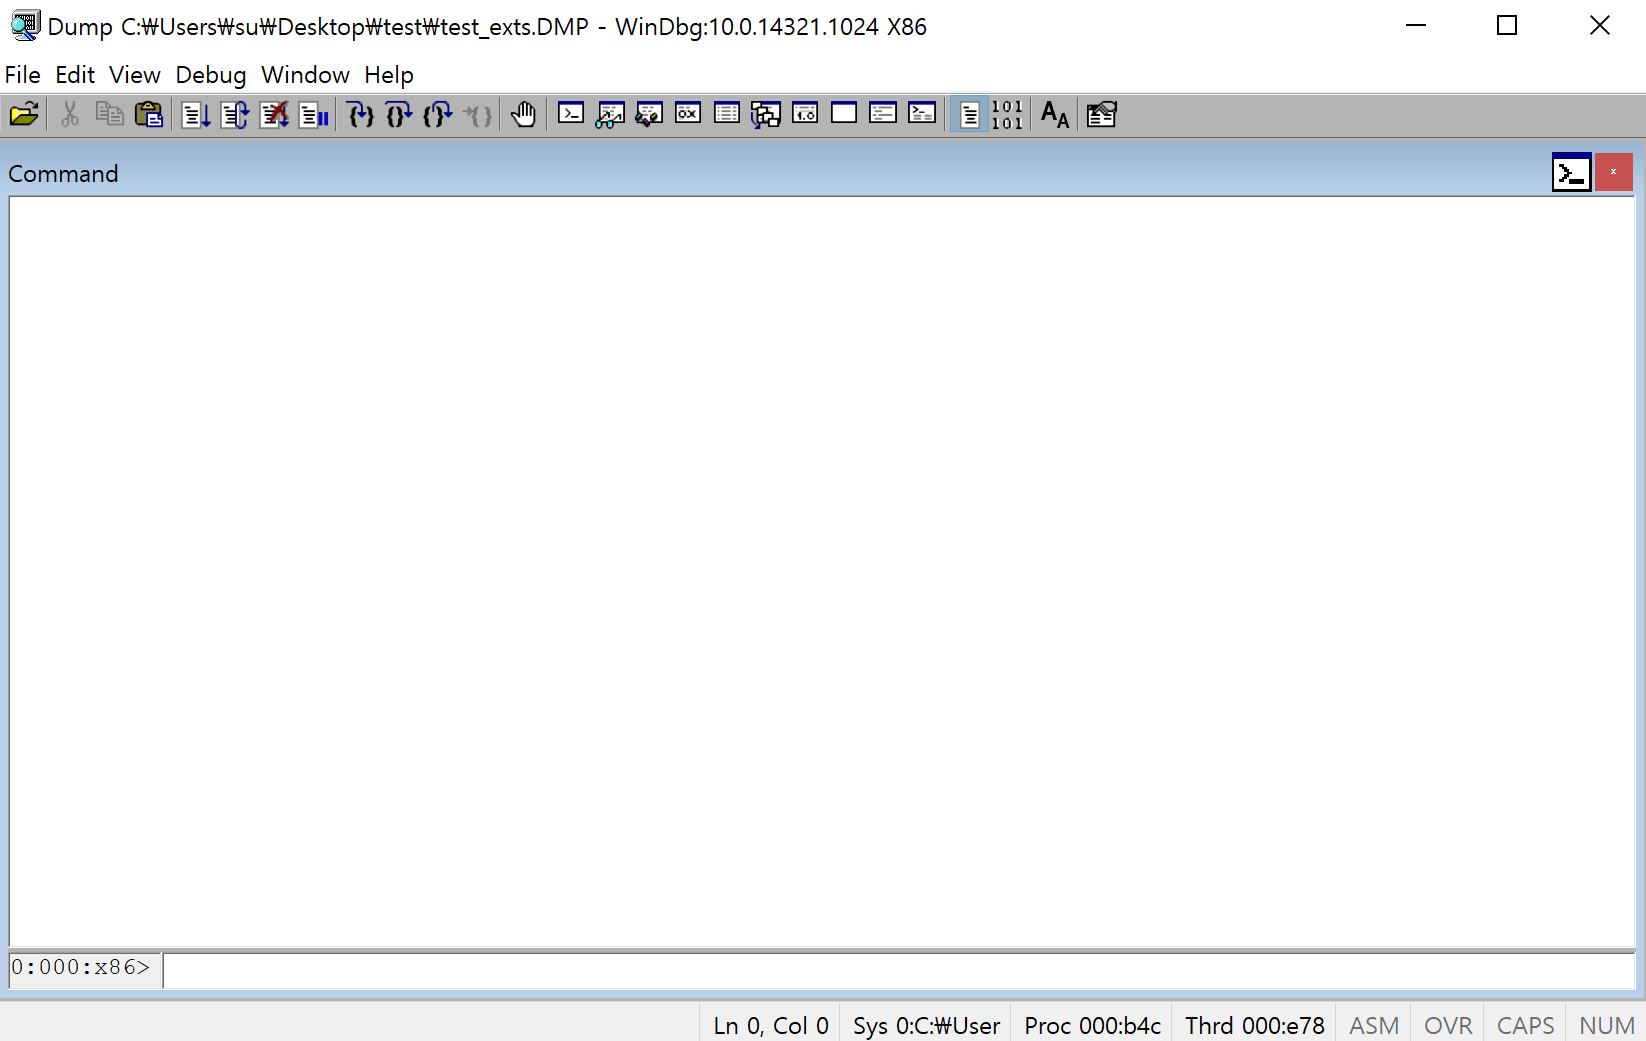 Dump C:₩Users₩su₩Desktop₩test₩test_exts.DMP - WinDbg:10.0.14321.1024 X86
File Edit View Debug Window Help
101
101
Command
0:000:x86>
Ln 0, Col 0 Sys 0:C:₩User Proc 000:b4c Thrd 000:e78 ASM OVR CAPS NUM